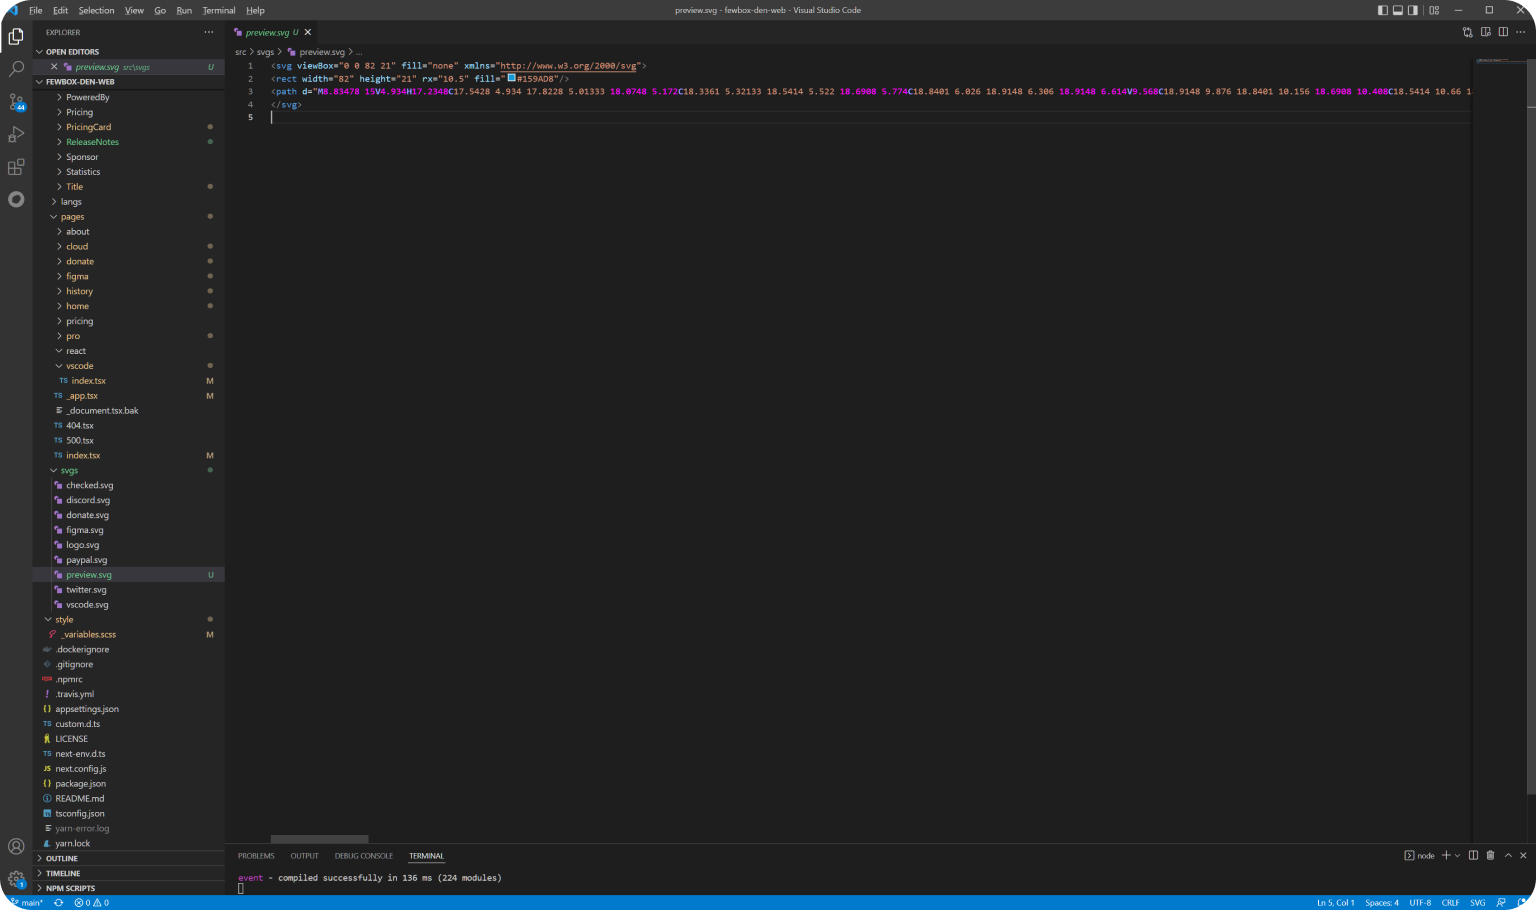 File Edit Selection View Go Run Terminal Help
preview.svg - fewbox-den-web - Visual Studio Code
EXPLORER
OPEN EDITORS
preview.svg src\svgs U
FEWBOX-DEN-WEB
PoweredBy
Pricing
PricingCard
ReleaseNotes
Sponsor
Statistics
Title
langs
pages
about
cloud
donate
figma
history
home
pricing
pro
react
vscode
TS index.tsx M
TS _app.tsx M
_document.tsx.bak
TS 404.tsx
TS 500.tsx
TS index.tsx M
svgs
checked.svg
discord.svg
donate.svg
figma.svg
logo.svg
paypal.svg
preview.svg U
twitter.svg
vscode.svg
style
_variables.scss M
.dockerignore
.gitignore
.npmrc
.travis.yml
{} appsettings.json
TS custom.d.ts
LICENSE
TS next-env.d.ts
JS next.config.js
{} package.json
README.md
tsconfig.json
yarn-error.log
yarn.lock
OUTLINE
TIMELINE
NPM SCRIPTS
44
1
preview.svg U
src > svgs > preview.svg > ...
1 <svg viewBox="0 0 82 21" fill="none" xmlns="http://www.w3.org/2000/svg">
2 <rect width="82" height="21" rx="10.5" fill="#159AD8"/>
3 <path d="M8.83478 15V4.934H17.2348C17.5428 4.934 17.8228 5.01333 18.0748 5.172C18.3361 5.32133 18.5414 5.522 18.6908 5.774C18.8401 6.026 18.9148 6.306 18.9148 6.614V9.568C18.9148 9.876 18.8401 10.156 18.6908 10.408C18.5414 10.66 1
4 </svg>
5
PROBLEMS OUTPUT DEBUG CONSOLE TERMINAL
node
event - compiled successfully in 136 ms (224 modules)
main* 0 0
Ln 5, Col 1 Spaces: 4 UTF-8 CRLF SVG